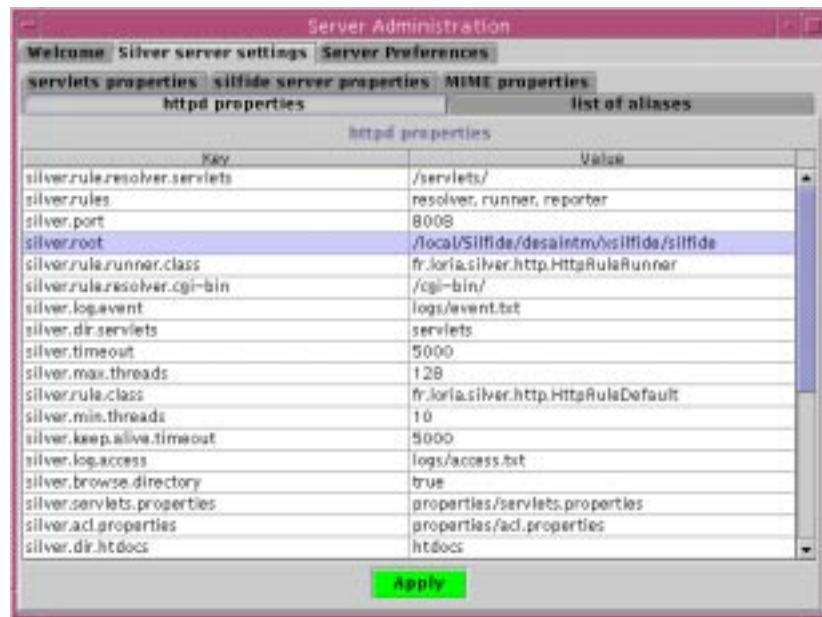 Server Administration
Welcome Silver server settings Server Preferences
servlets properties silfide server properties MIME properties
httpd properties list of aliases
httpd properties
Key Value
silver.rule.resolver.servlets /servlets/
silver.rules resolver, runner, reporter
silver.port 8008
silver.root /local/Silfide/desaintm/xsilfide/silfide
silver.rule.runner.class fr.loria.silver.http.HttpRuleRunner
silver.rule.resolver.cgi-bin /cgi-bin/
silver.log.event logs/event.txt
silver.dir.servlets servlets
silver.timeout 5000
silver.max.threads 128
silver.rule.class fr.loria.silver.http.HttpRuleDefault
silver.min.threads 10
silver.keep.alive.timeout 5000
silver.log.access logs/access.txt
silver.browse.directory true
silver.servlets.properties properties/servlets.properties
silver.acl.properties properties/acl.properties
silver.dir.htdocs htdocs
Apply